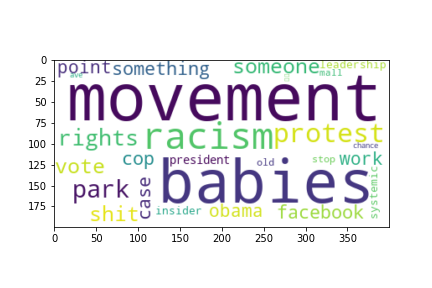 0
25
50
75
100
125
150
175
0 50 100 150 200 250 300 350
point something someone leadership
ave mall
movement
rights racism protest
chance
vote cop president old stop work
park case babies systemic
shit insider obama facebook